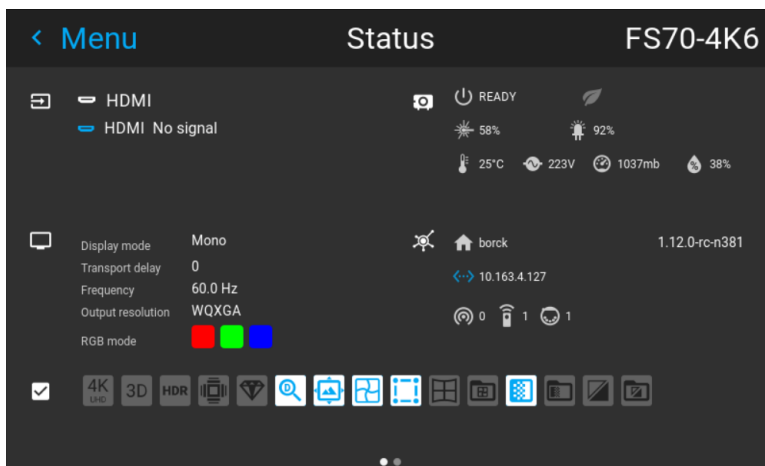 Menu
Status
FS70-4K6
HDMI
HDMI No signal
READY
58%
92%
25°C
223V
1037mb
38%
Display mode Mono
Transport delay 0
Frequency 60.0 Hz
Output resolution WQXGA
RGB mode
borck
1.12.0-rc-n381
10.163.4.127
0
1
1
4K
UHD
3D
HDR
D